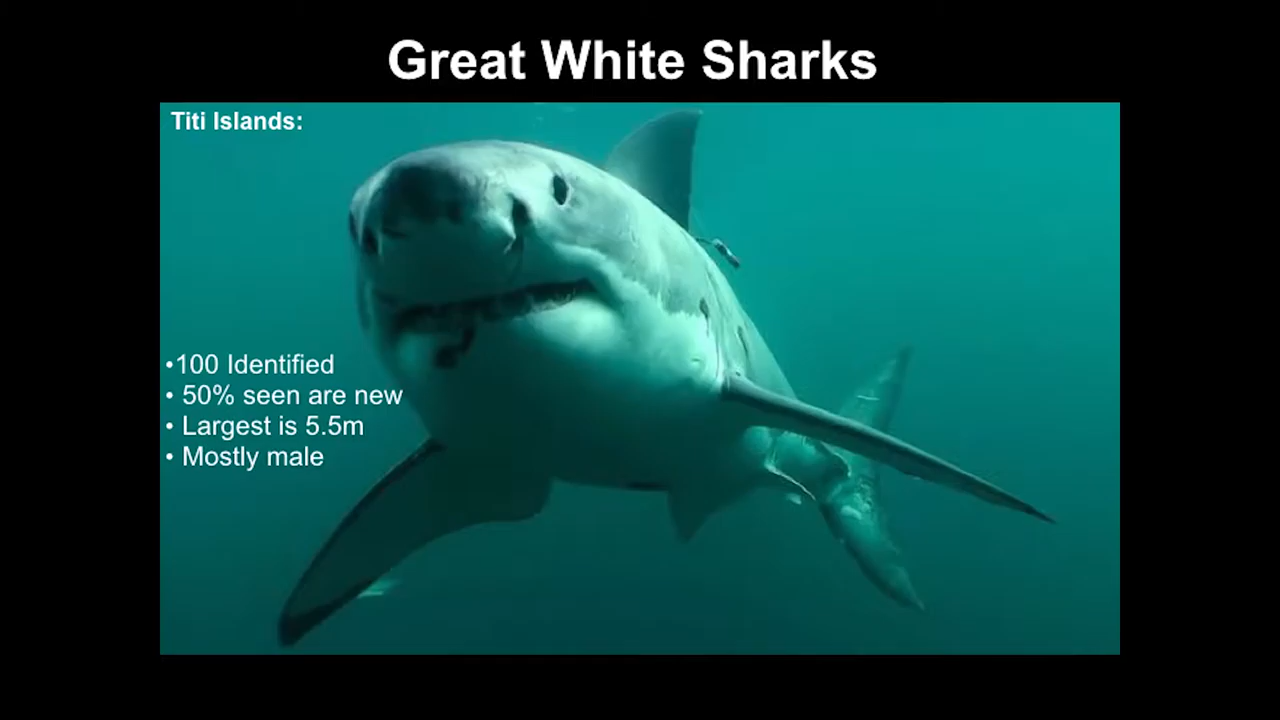 Great White Sharks
Titi Islands:
•100 Identified
• 50% seen are new
• Largest is 5.5m
• Mostly male